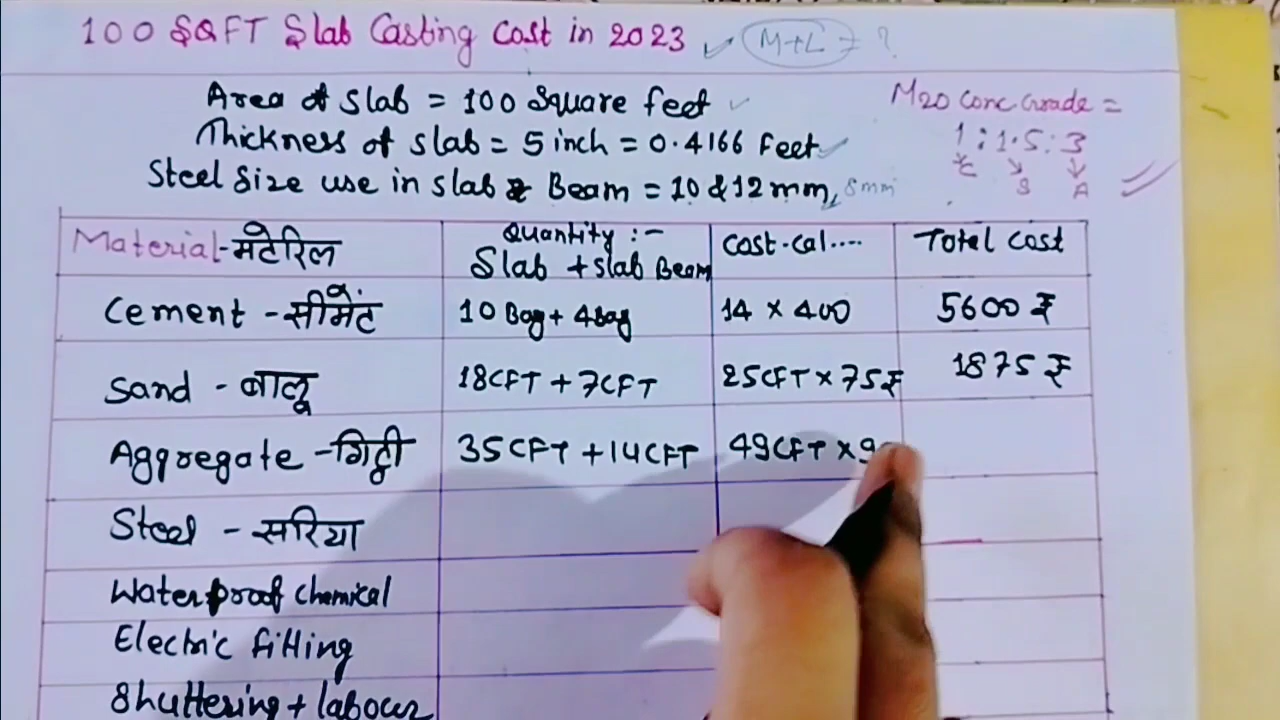 100 SQFT Slab Casting Cost in 2023 (M+L) = ?
Area of slab = 100 Square feet
Thickness of slab = 5 inch = 0.4166 Feet
Steel Size use in slab & Beam = 10 & 12 mm, 8mm
M20 Conc Grade =
1 : 1.5 : 3
C S A
Material - मटेरिल Quantity :- Slab + Slab Beam Cost.cal.... Total Cost
Cement - सीमेंट 10 Bag + 4 Bag 14 × 400 5600 ₹
Sand - बालू 18CFT + 7CFT 25CFT × 75₹ 1875 ₹
Aggregate - गिट्टी 35CFT + 14CFT 49CFT ×
Steel - सरिया
Waterproof chemical
Electric fitting
Shuttering + labour